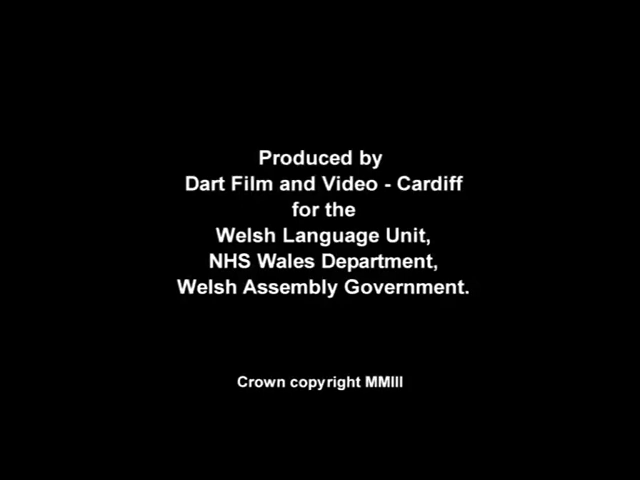 Produced by
Dart Film and Video - Cardiff
for the
Welsh Language Unit,
NHS Wales Department,
Welsh Assembly Government.
Crown copyright MMIII